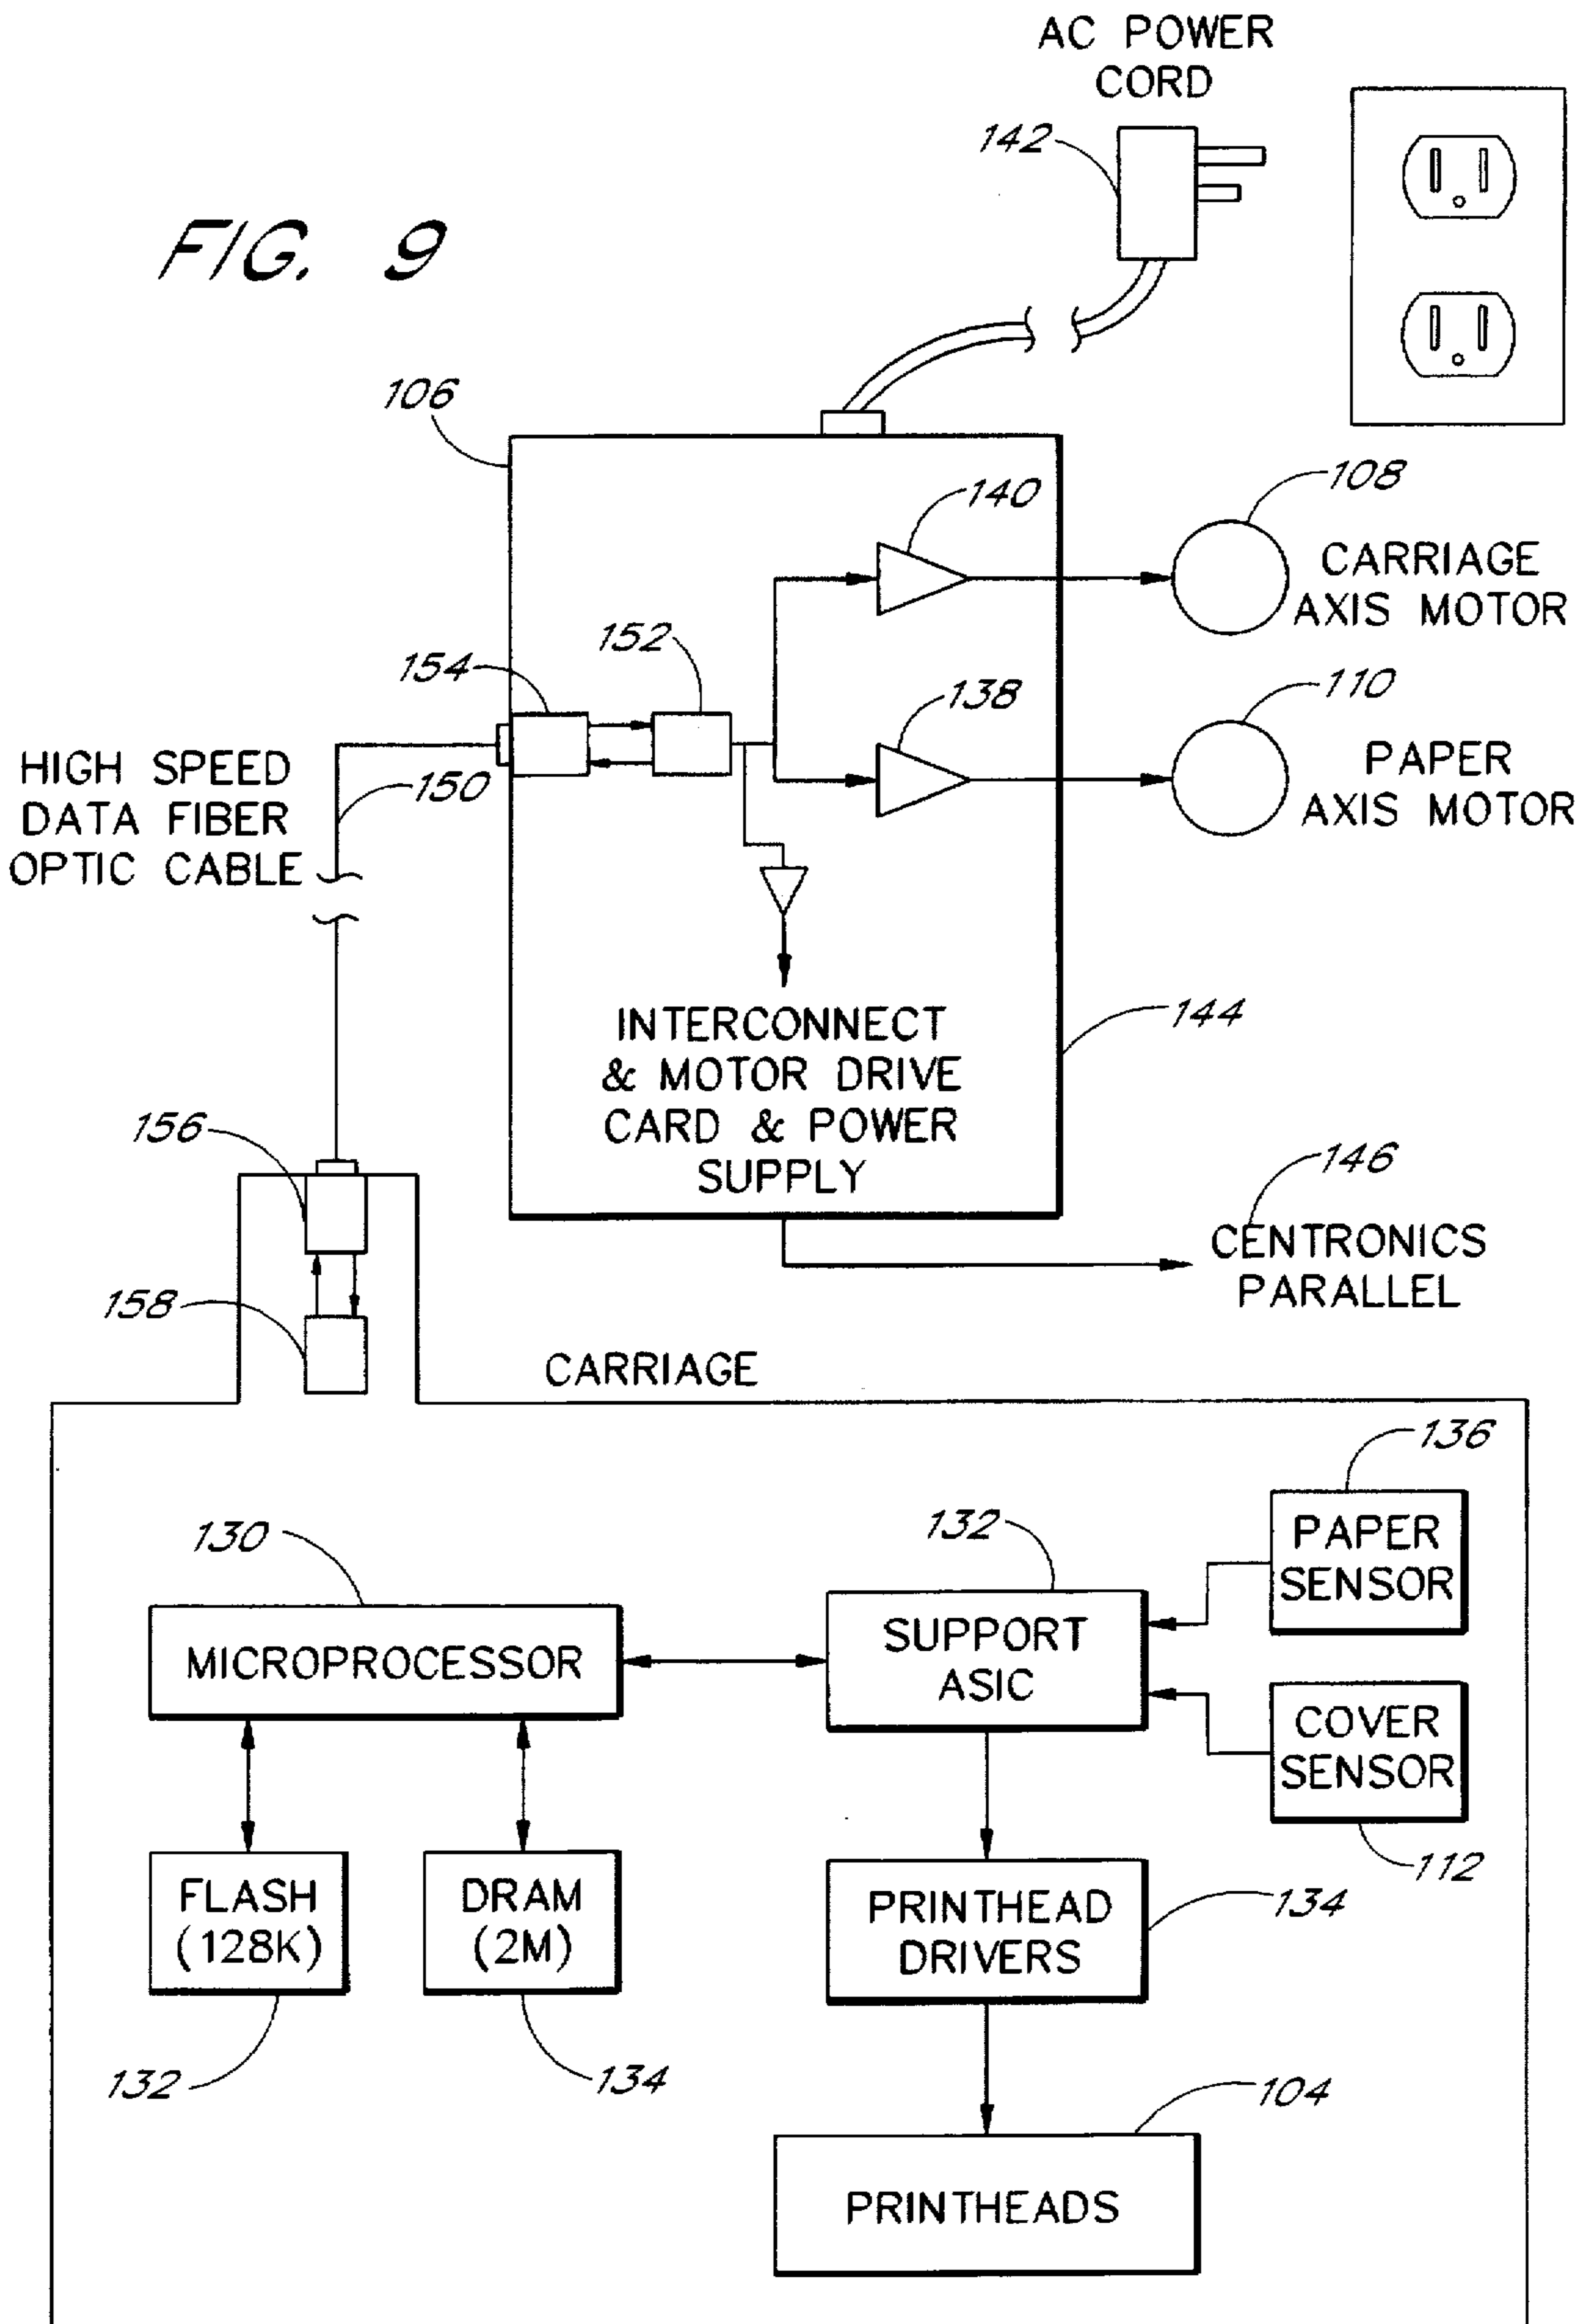 AC POWER
CORD
142
FIG. 9
106
140
108
CARRIAGE
AXIS MOTOR
154
152
138
110
PAPER
AXIS MOTOR
HIGH SPEED
DATA FIBER
OPTIC CABLE
150
INTERCONNECT
& MOTOR DRIVE
CARD & POWER
SUPPLY
144
156
146
CENTRONICS
PARALLEL
158
CARRIAGE
136
130
132
PAPER
SENSOR
MICROPROCESSOR
SUPPORT
ASIC
COVER
SENSOR
112
FLASH
(128K)
DRAM
(2M)
PRINTHEAD
DRIVERS
134
132
134
104
PRINTHEADS